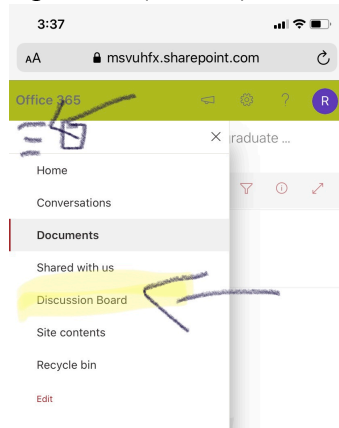 3:37
AA msvuhfx.sharepoint.com
Office 365 ? R
raduate ...
Home
Conversations
Documents
Shared with us
Discussion Board
Site contents
Recycle bin
Edit